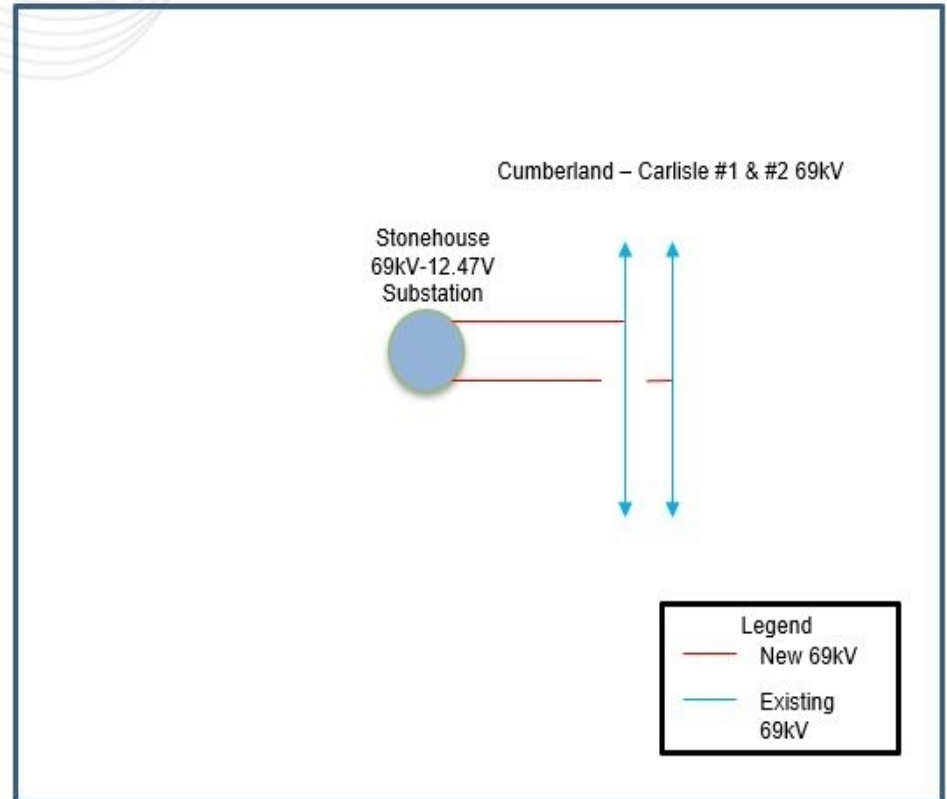 Cumberland – Carlisle #1 & #2 69kV
Stonehouse
69kV-12.47V
Substation
Legend
New 69kV
Existing
69kV